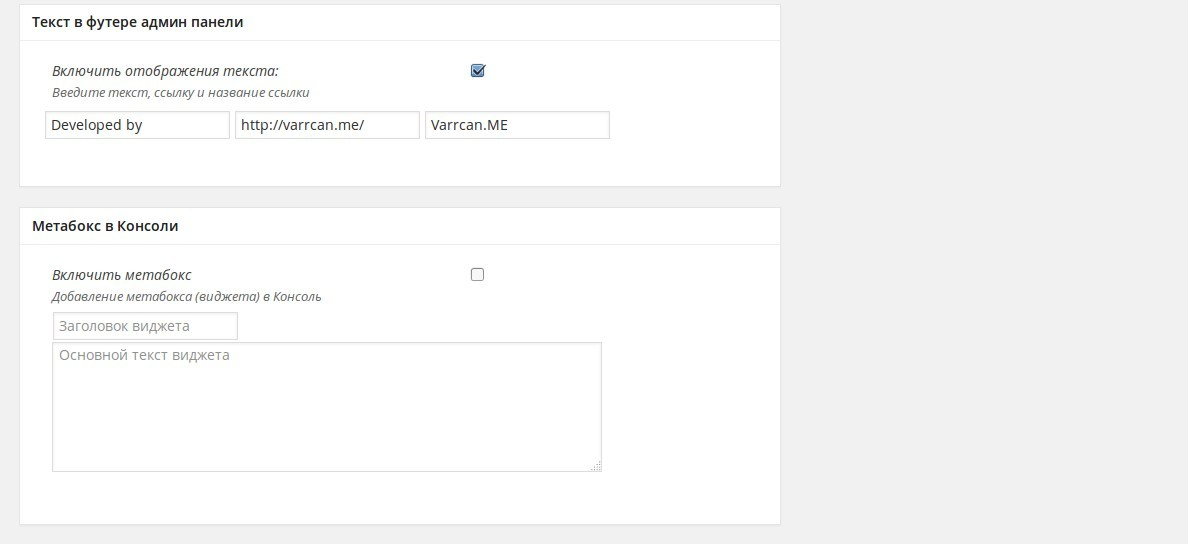 Текст в футере админ панели
Включить отображения текста:
Введите текст, ссылку и название ссылки
Developed by http://varrcan.me/ Varrcan.ME
Метабокс в Консоли
Включить метабокс
Добавление метабокса (виджета) в Консоль
Заголовок виджета
Основной текст виджета